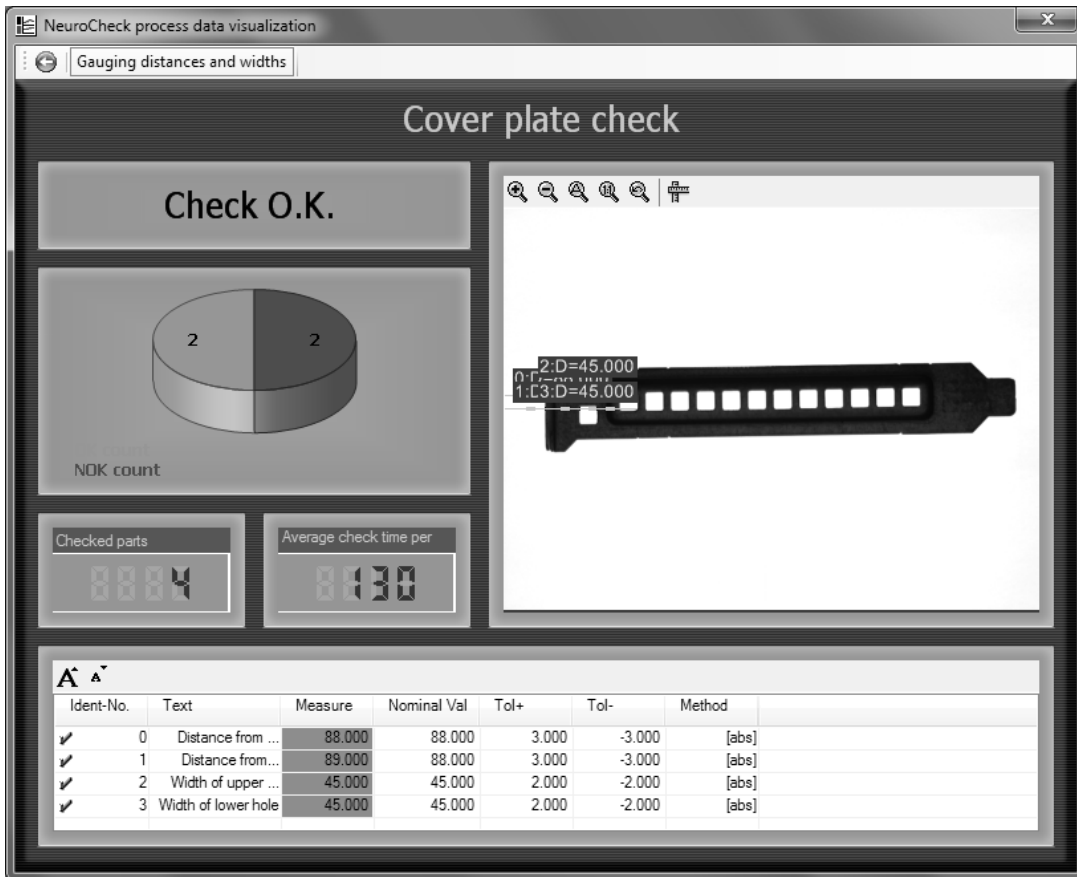 NeuroCheck process data visualization
Gauging distances and widths
Cover plate check
Check O.K.
2 2
NOK count
Checked parts
4
Average check time per
130
2:D=45.000
1:D
3:D=45.000
Ident-No. Text Measure Nominal Val Tol+ Tol- Method
0 Distance from ... 88.000 88.000 3.000 -3.000 [abs]
1 Distance from... 89.000 88.000 3.000 -3.000 [abs]
2 Width of upper ... 45.000 45.000 2.000 -2.000 [abs]
3 Width of lower hole 45.000 45.000 2.000 -2.000 [abs]